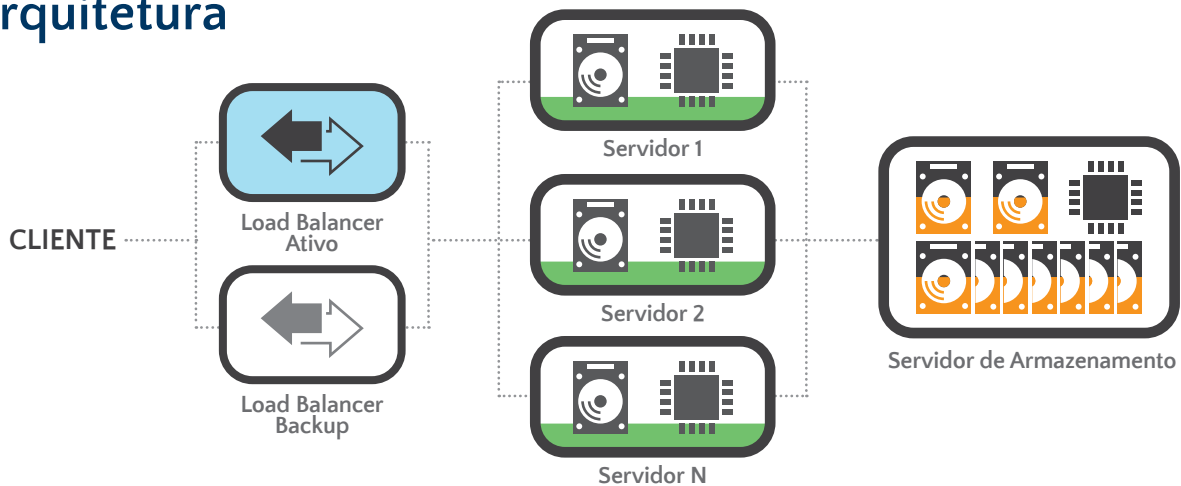 rquitetura
CLIENTE
Load Balancer
Ativo
Load Balancer
Backup
Servidor 1
Servidor 2
Servidor N
Servidor de Armazenamento